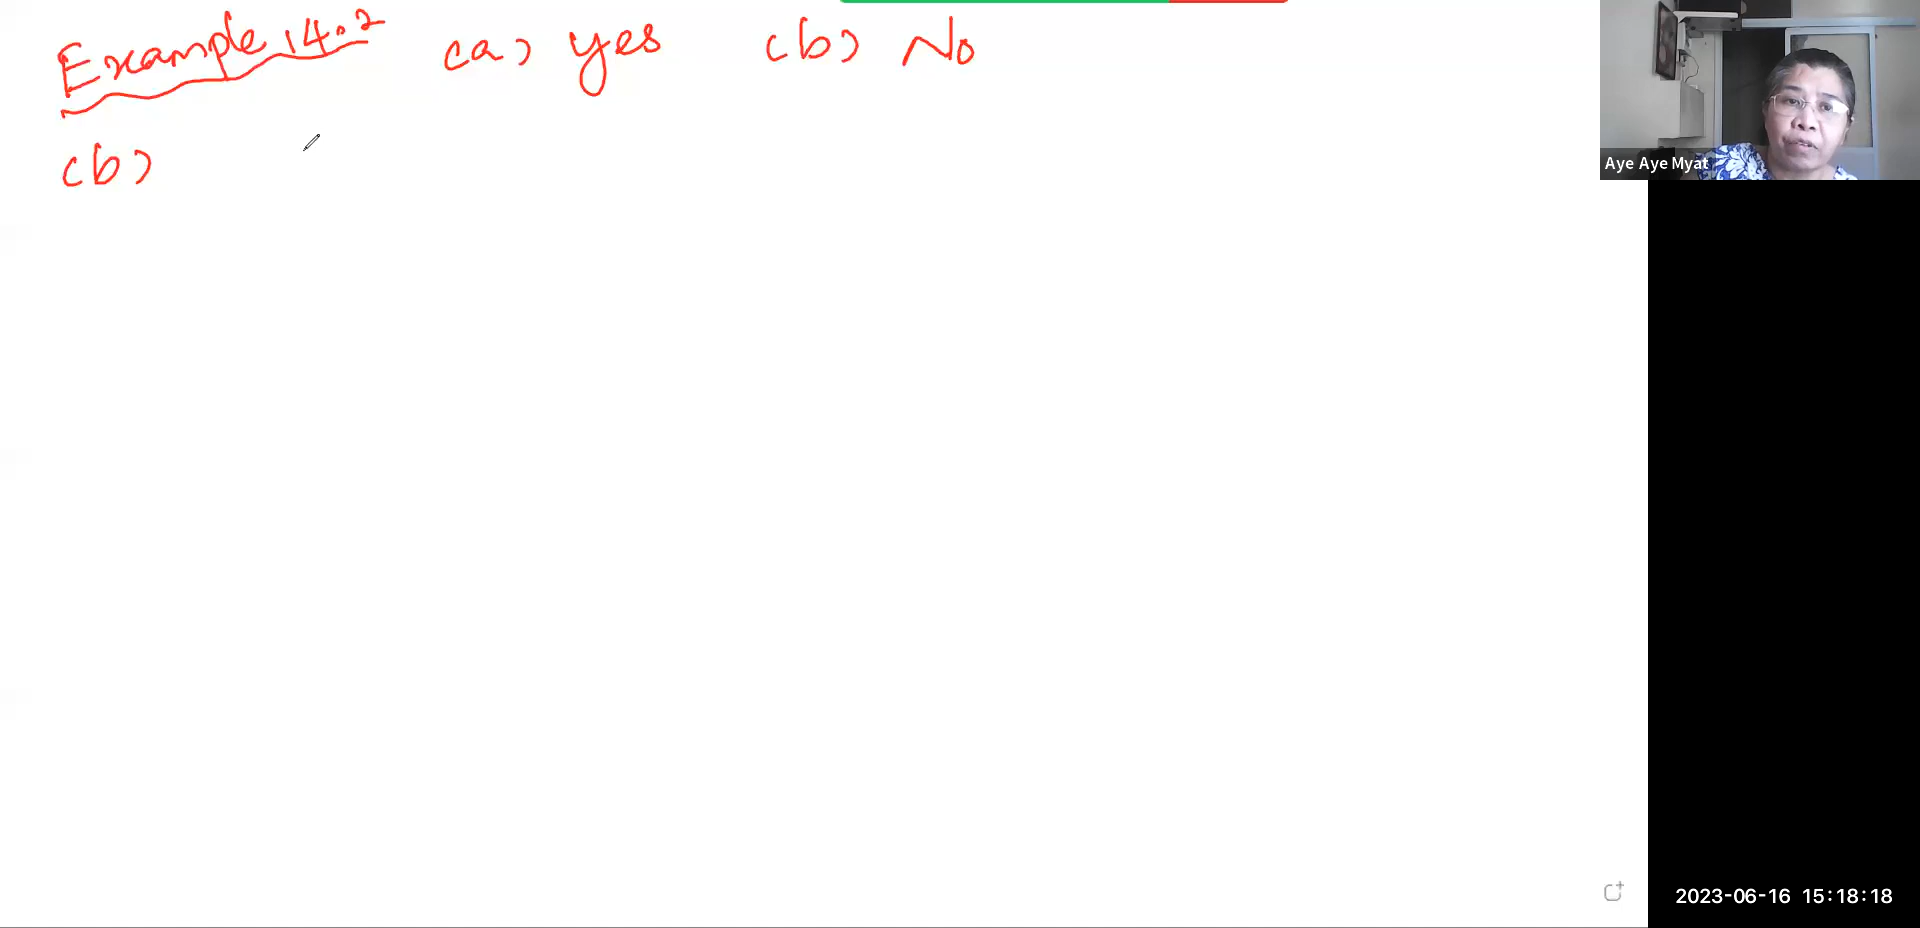 Example 14.2 (a) yes (b) No
(b)
Aye Aye Myat
2023-06-16 15:18:18